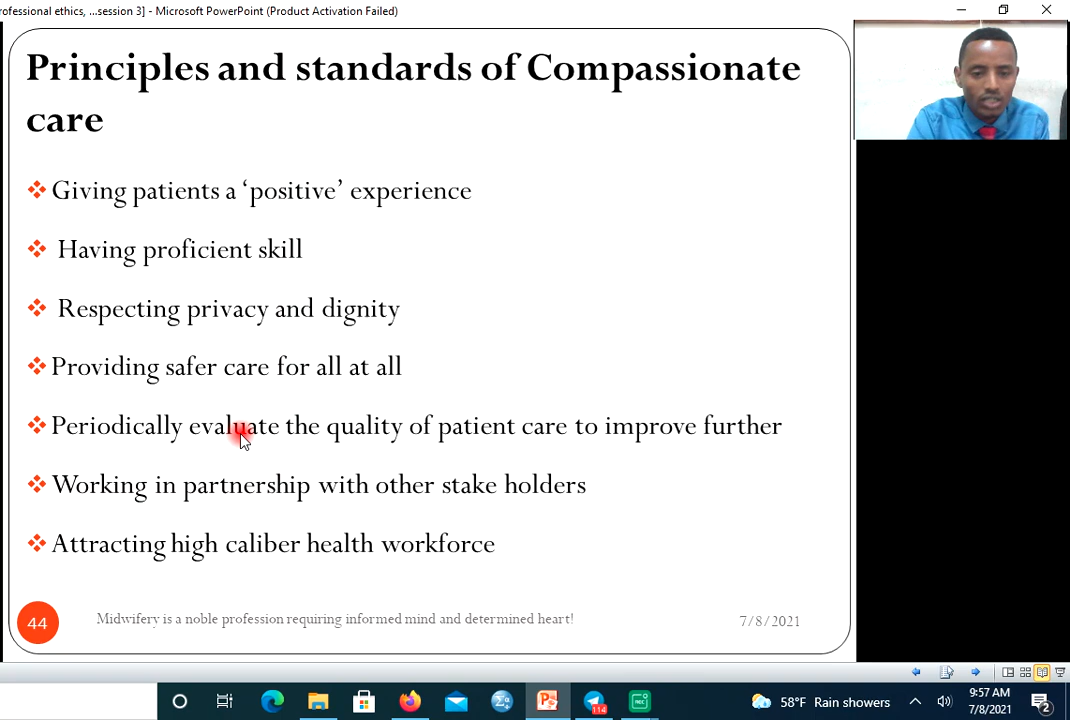 rofessional ethics, ...session 3] - Microsoft PowerPoint (Product Activation Failed)
Principles and standards of Compassionate
care
Giving patients a ‘positive’ experience
Having proficient skill
Respecting privacy and dignity
Providing safer care for all at all
Periodically evaluate the quality of patient care to improve further
Working in partnership with other stake holders
Attracting high caliber health workforce
44
Midwifery is a noble profession requiring informed mind and determined heart!
7/8/2021
114
REC
58°F Rain showers
9:57 AM
7/8/2021
2